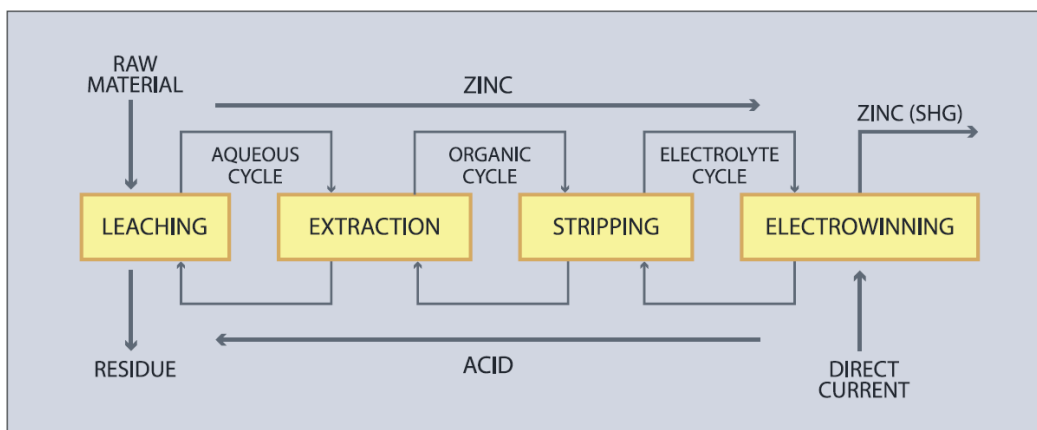 RAW
MATERIAL
ZINC
ZINC (SHG)
AQUEOUS
CYCLE
ORGANIC
CYCLE
ELECTROLYTE
CYCLE
LEACHING
EXTRACTION
STRIPPING
ELECTROWINNING
RESIDUE
ACID
DIRECT
CURRENT